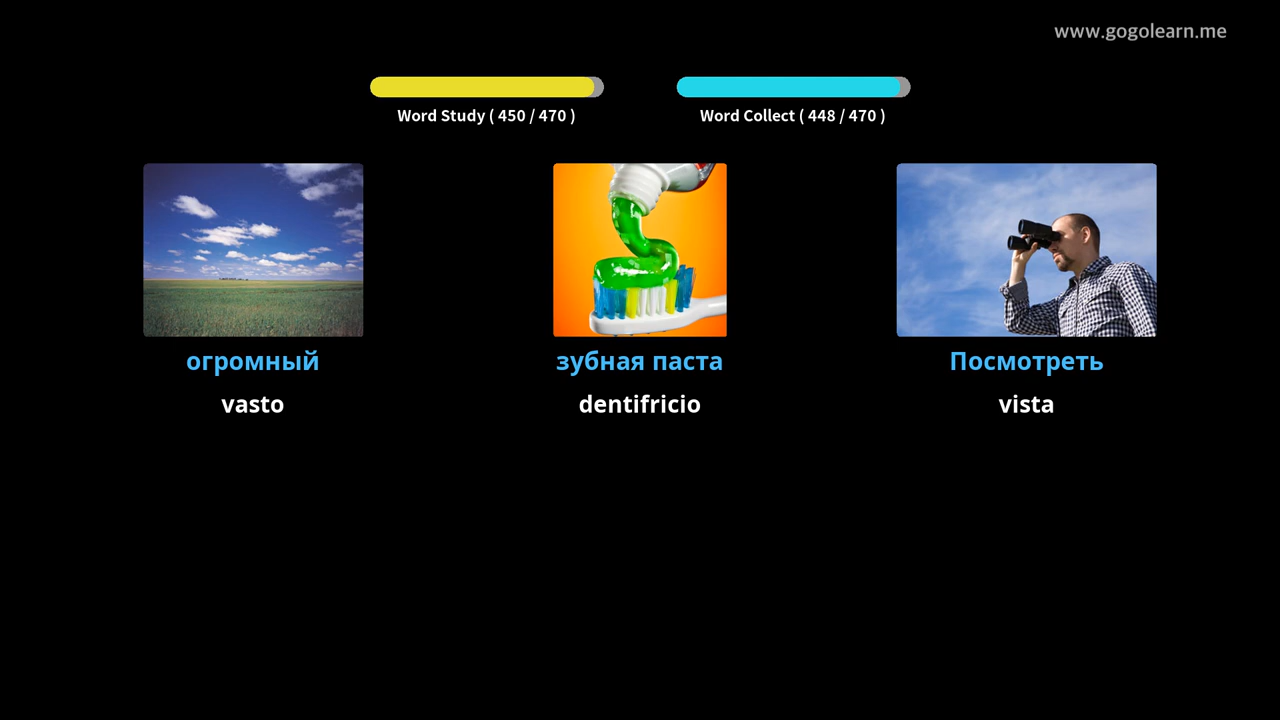 www.gogolearn.me
Word Study ( 450 / 470 )
Word Collect ( 448 / 470 )
огромный
зубная паста
Посмотреть
vasto
dentifricio
vista